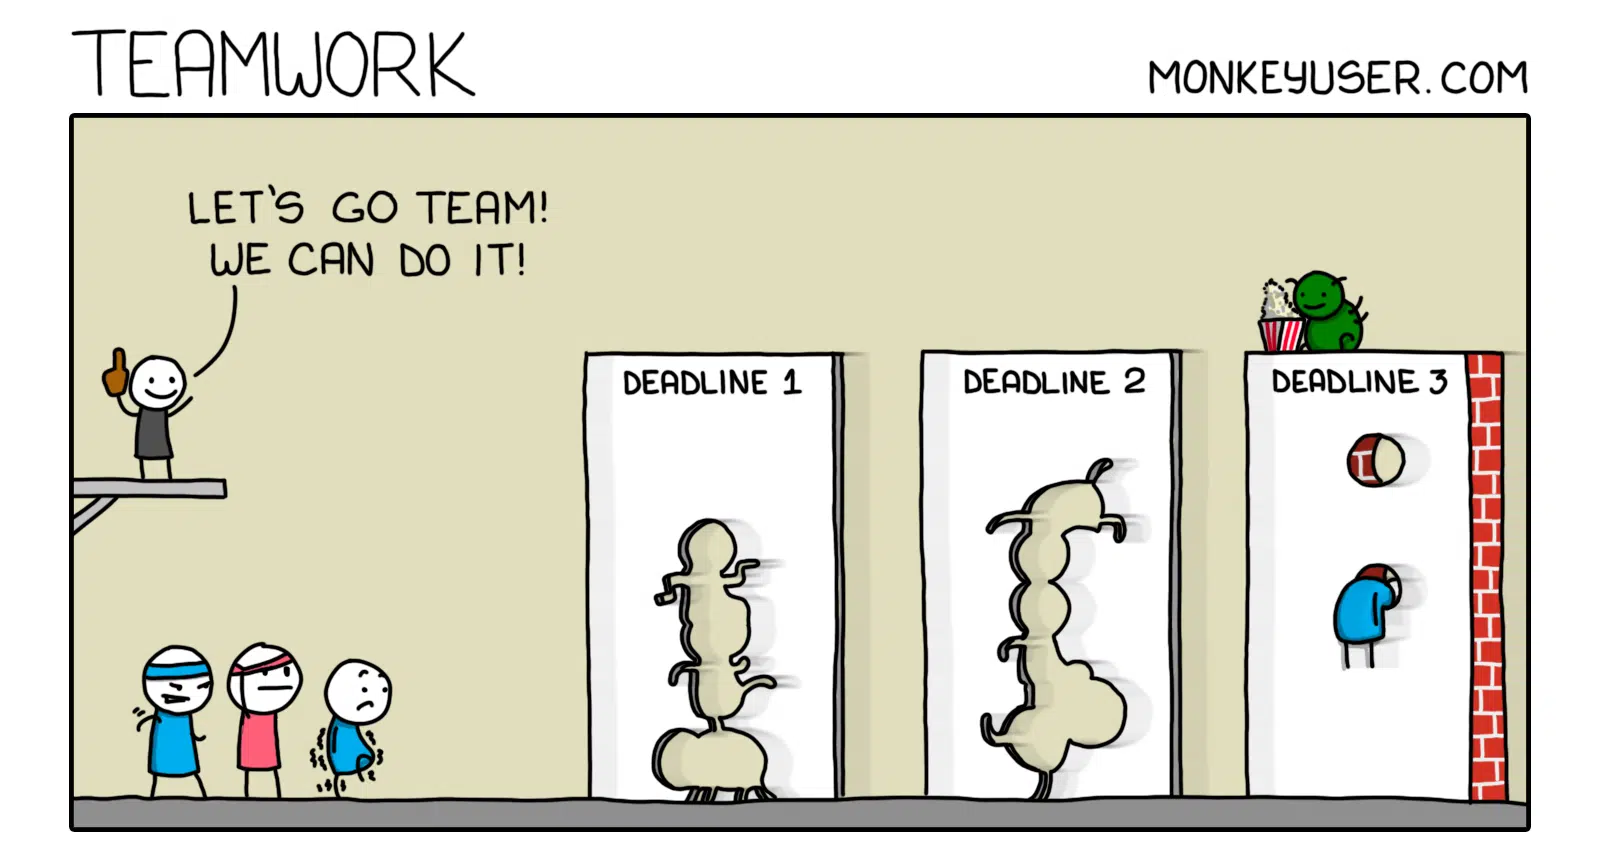 TEAMWORK
MONKEYUSER.COM
LET'S GO TEAM!
WE CAN DO IT!
DEADLINE 1
DEADLINE 2
DEADLINE 3